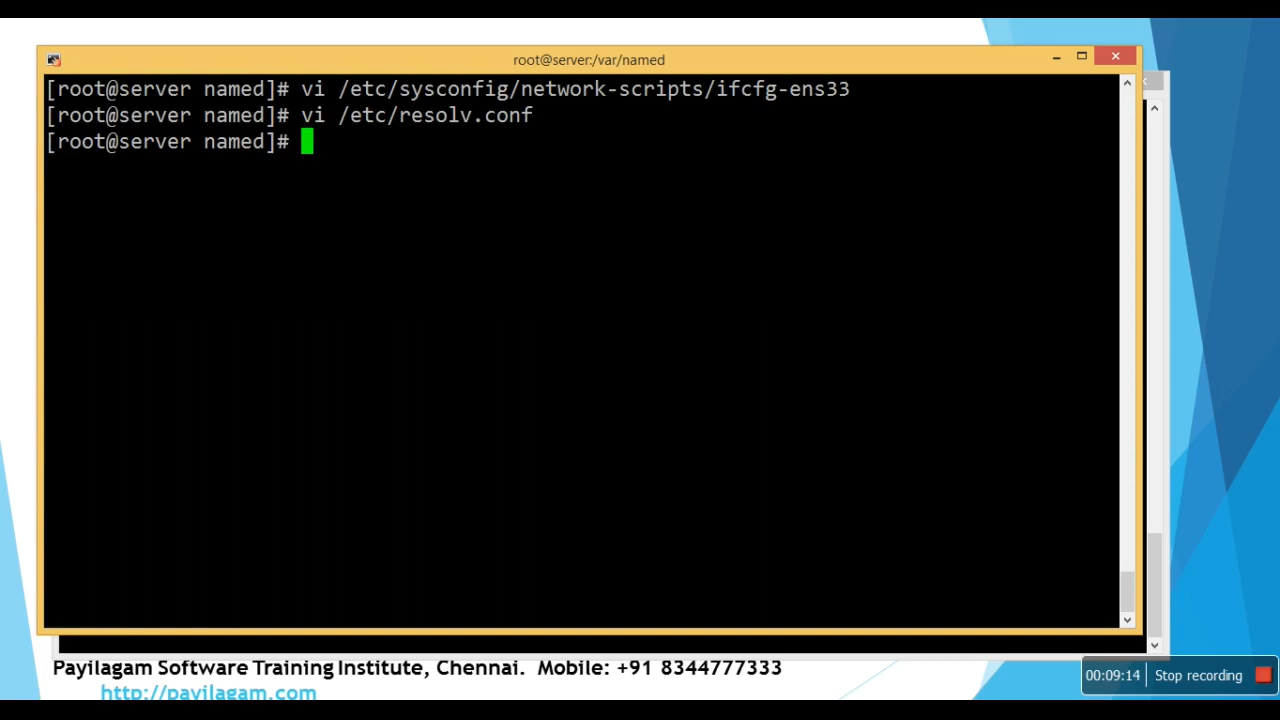 root@server:/var/named
[root@server named]# vi /etc/sysconfig/network-scripts/ifcfg-ens33
[root@server named]# vi /etc/resolv.conf
[root@server named]#
Payilagam Software Training Institute, Chennai. Mobile: +91 8344777333
http://payilagam.com
00:09:14 Stop recording